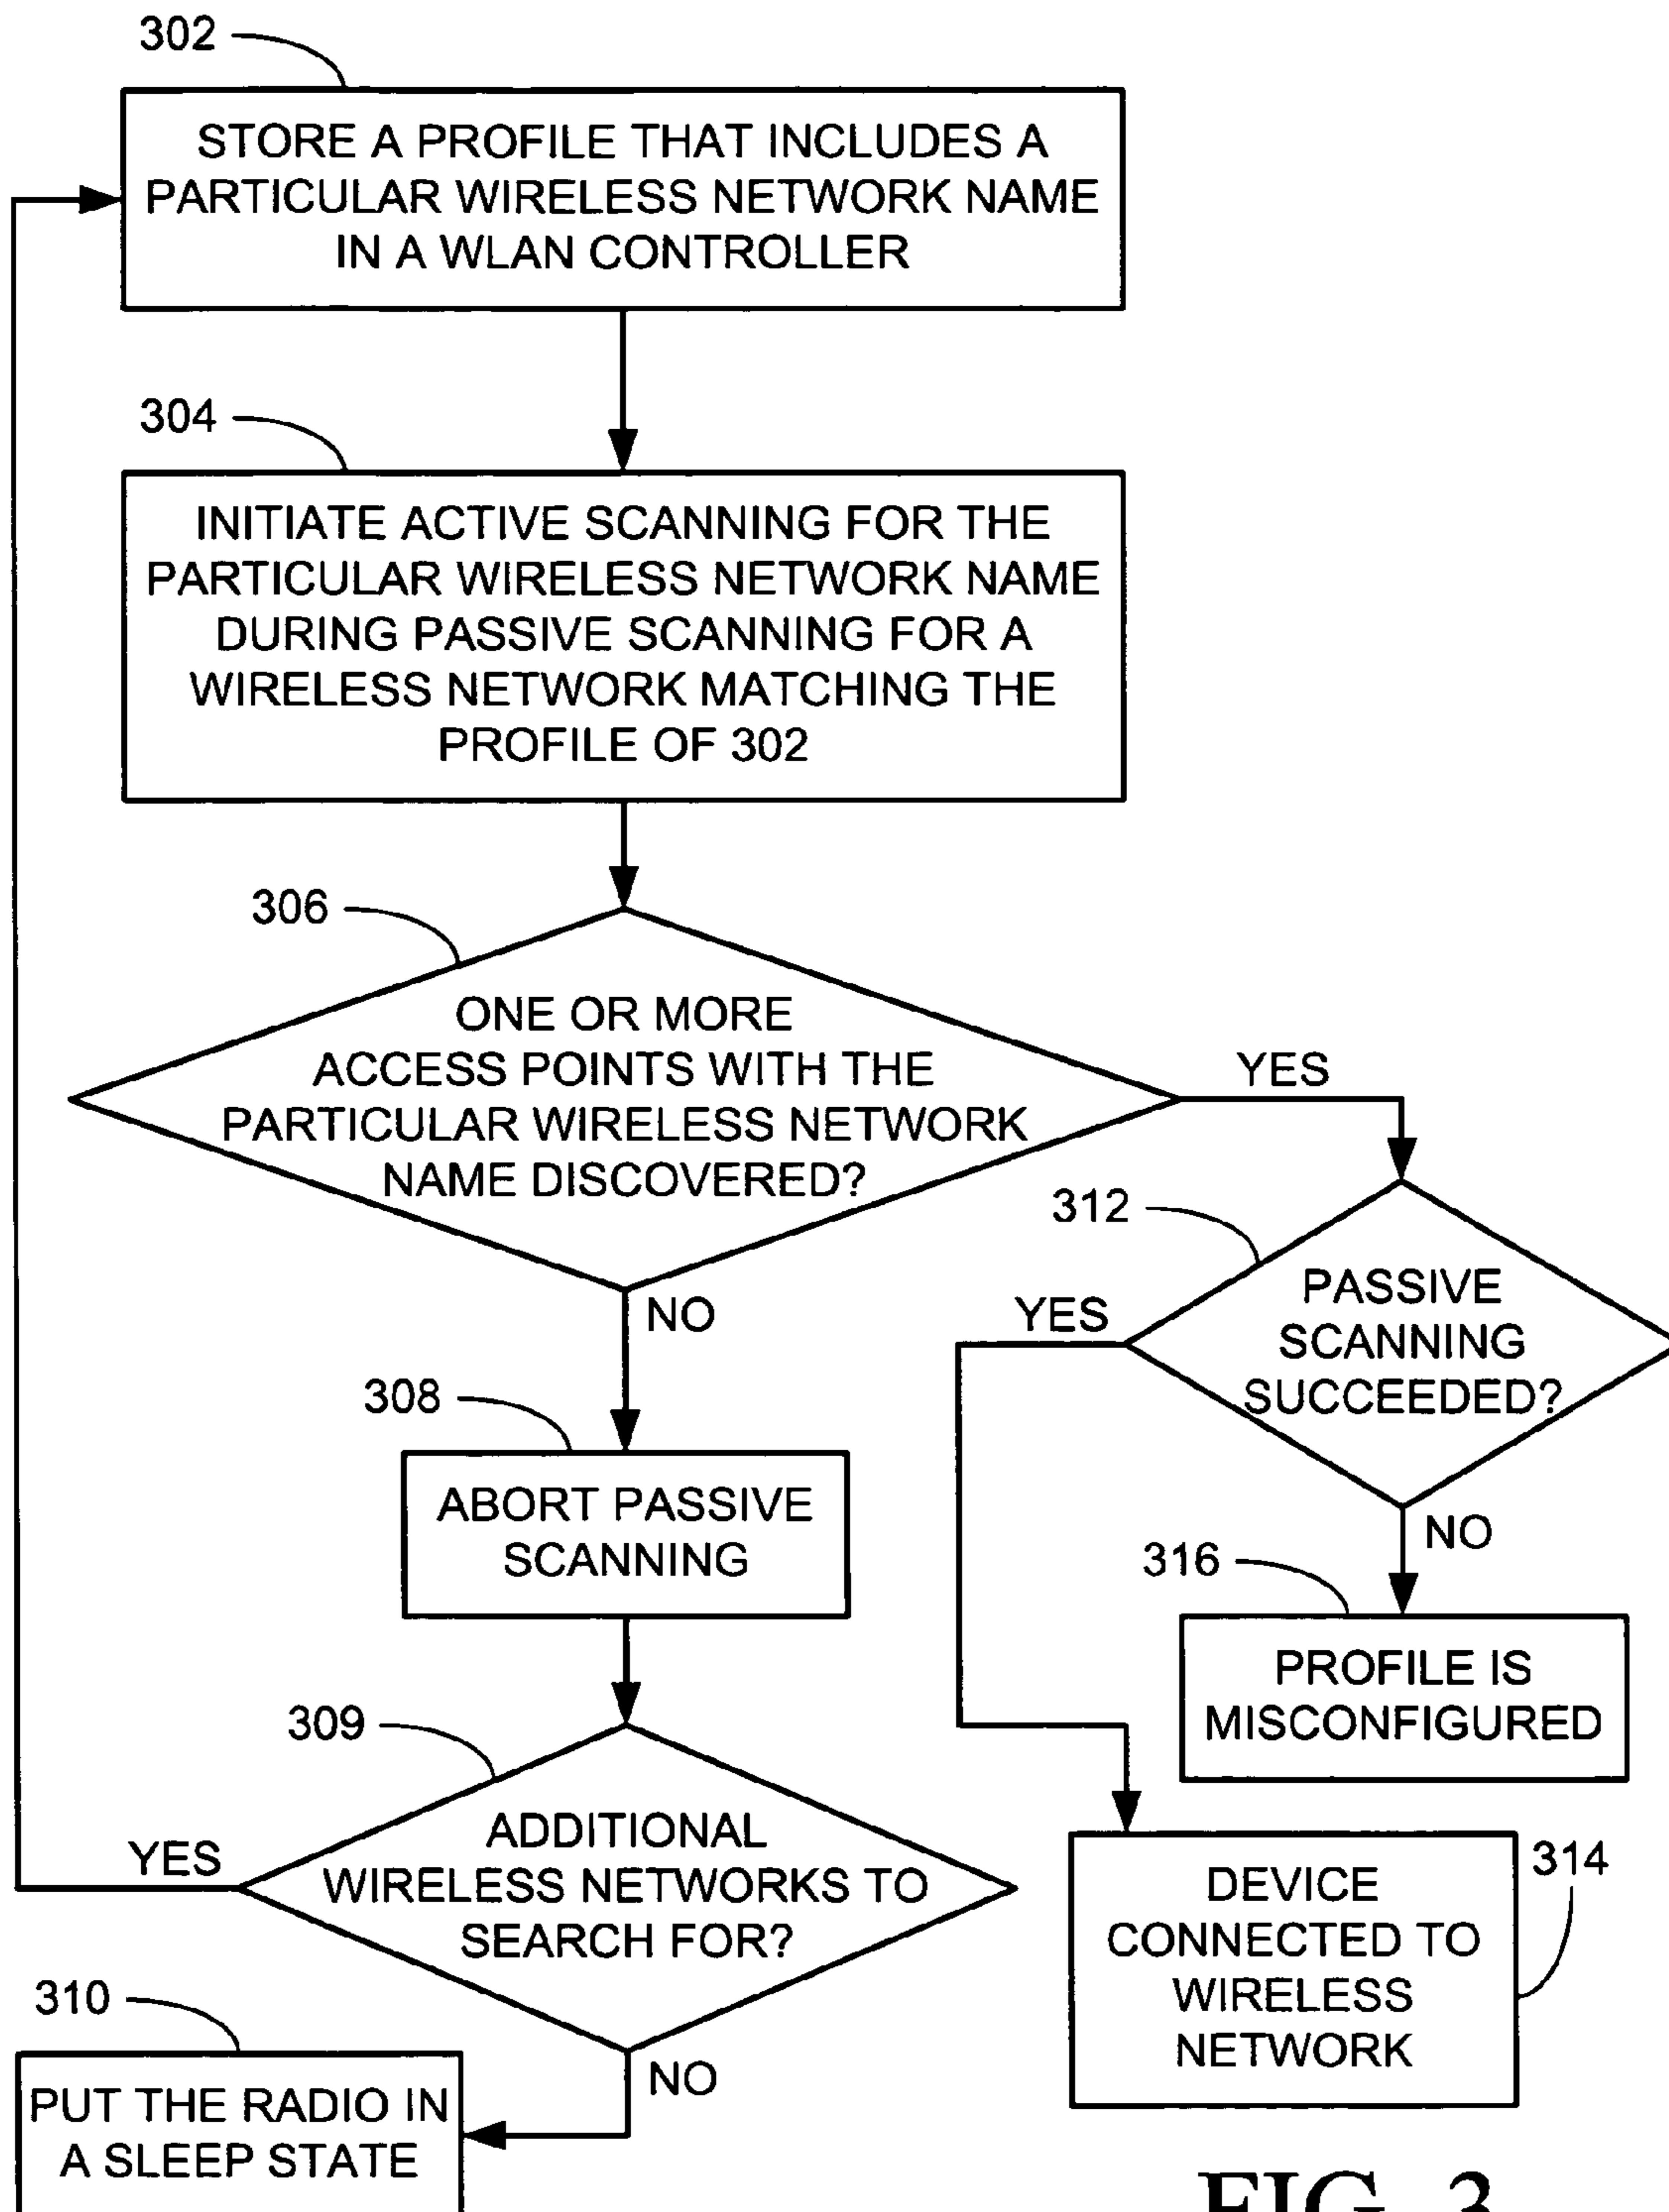 302
STORE A PROFILE THAT INCLUDES A
PARTICULAR WIRELESS NETWORK NAME
IN A WLAN CONTROLLER
304
INITIATE ACTIVE SCANNING FOR THE
PARTICULAR WIRELESS NETWORK NAME
DURING PASSIVE SCANNING FOR A
WIRELESS NETWORK MATCHING THE
PROFILE OF 302
306
ONE OR MORE
ACCESS POINTS WITH THE
PARTICULAR WIRELESS NETWORK
NAME DISCOVERED?
YES
NO
312
PASSIVE
SCANNING
SUCCEEDED?
YES
NO
308
ABORT PASSIVE
SCANNING
316
PROFILE IS
MISCONFIGURED
309
ADDITIONAL
WIRELESS NETWORKS TO
SEARCH FOR?
YES
NO
314
DEVICE
CONNECTED TO
WIRELESS
NETWORK
310
PUT THE RADIO IN
A SLEEP STATE
FIG. 3